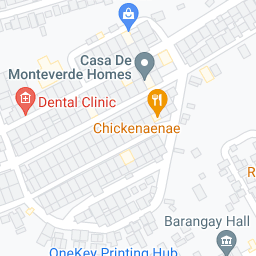 Casa De
Monteverde Homes
Dental Clinic
Chickenaenae
R
Barangay Hall
OneKey Printing Hub